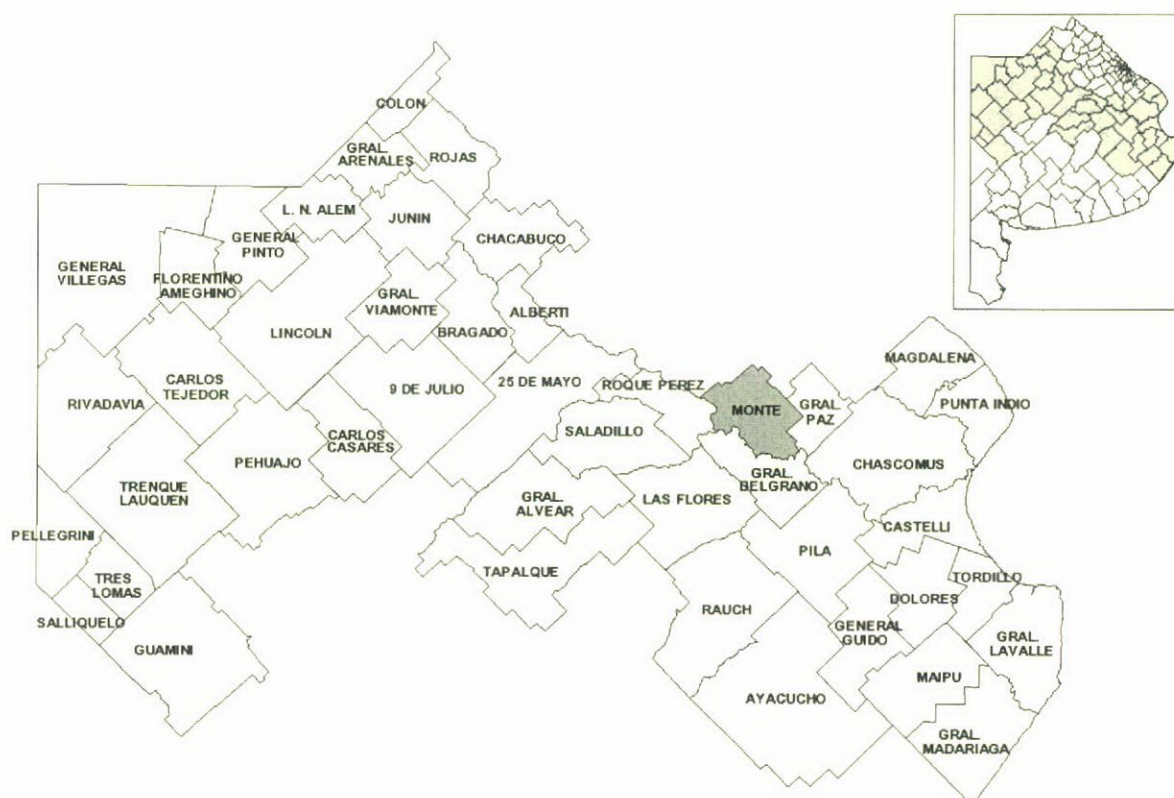 COLON
GRAL.
ARENALES
ROJAS
L. N. ALEM
JUNIN
GENERAL
PINTO
CHACABUCO
GENERAL
VILLEGAS
FLORENTINO
AMEGHINO
GRAL.
VIAMONTE
ALBERTI
LINCOLN
BRAGADO
MAGDALENA
CARLOS
TEJEDOR
9 DE JULIO
25 DE MAYO
ROQUE PEREZ
RIVADAVIA
MONTE
GRAL.
PAZ
PUNTA INDIO
SALADILLO
CARLOS
CASARES
PEHUAJO
CHASCOMUS
TRENQUE
LAUQUEN
GRAL.
BELGRANO
GRAL.
ALVEAR
LAS FLORES
CASTELLI
PELLEGRINI
PILA
TAPALQUE
TRES
LOMAS
TORDILLO
DOLORES
RAUCH
SALLIQUELO
GENERAL
GUIDO
GRAL.
LAVALLE
GUAMINI
MAIPU
AYACUCHO
GRAL.
MADARIAGA